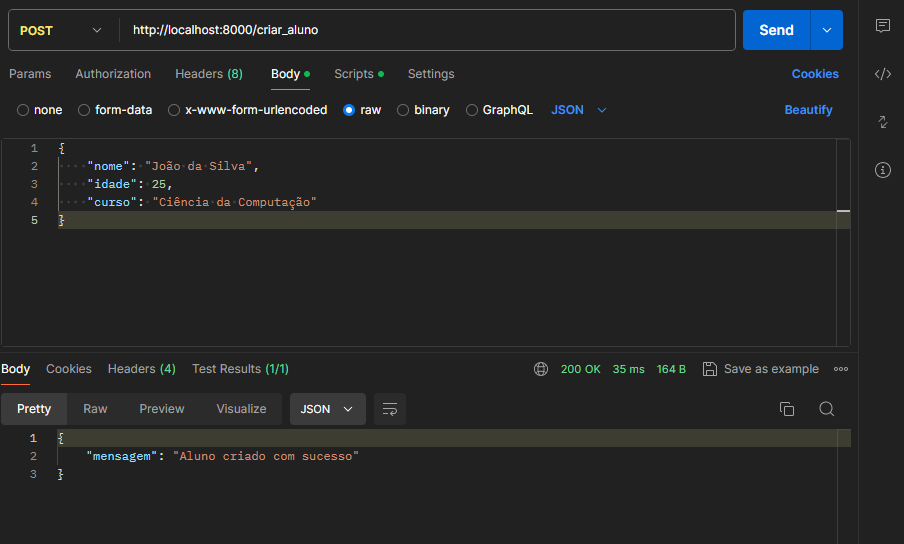 POST http://localhost:8000/criar_aluno Send
Params Authorization Headers (8) Body Scripts Settings Cookies
none form-data x-www-form-urlencoded raw binary GraphQL JSON Beautify
1 {
2 "nome": "João da Silva",
3 "idade": 25,
4 "curso": "Ciência da Computação"
5 }
Body Cookies Headers (4) Test Results (1/1) 200 OK 35 ms 164 B Save as example
Pretty Raw Preview Visualize JSON
1 {
2 "mensagem": "Aluno criado com sucesso"
3 }